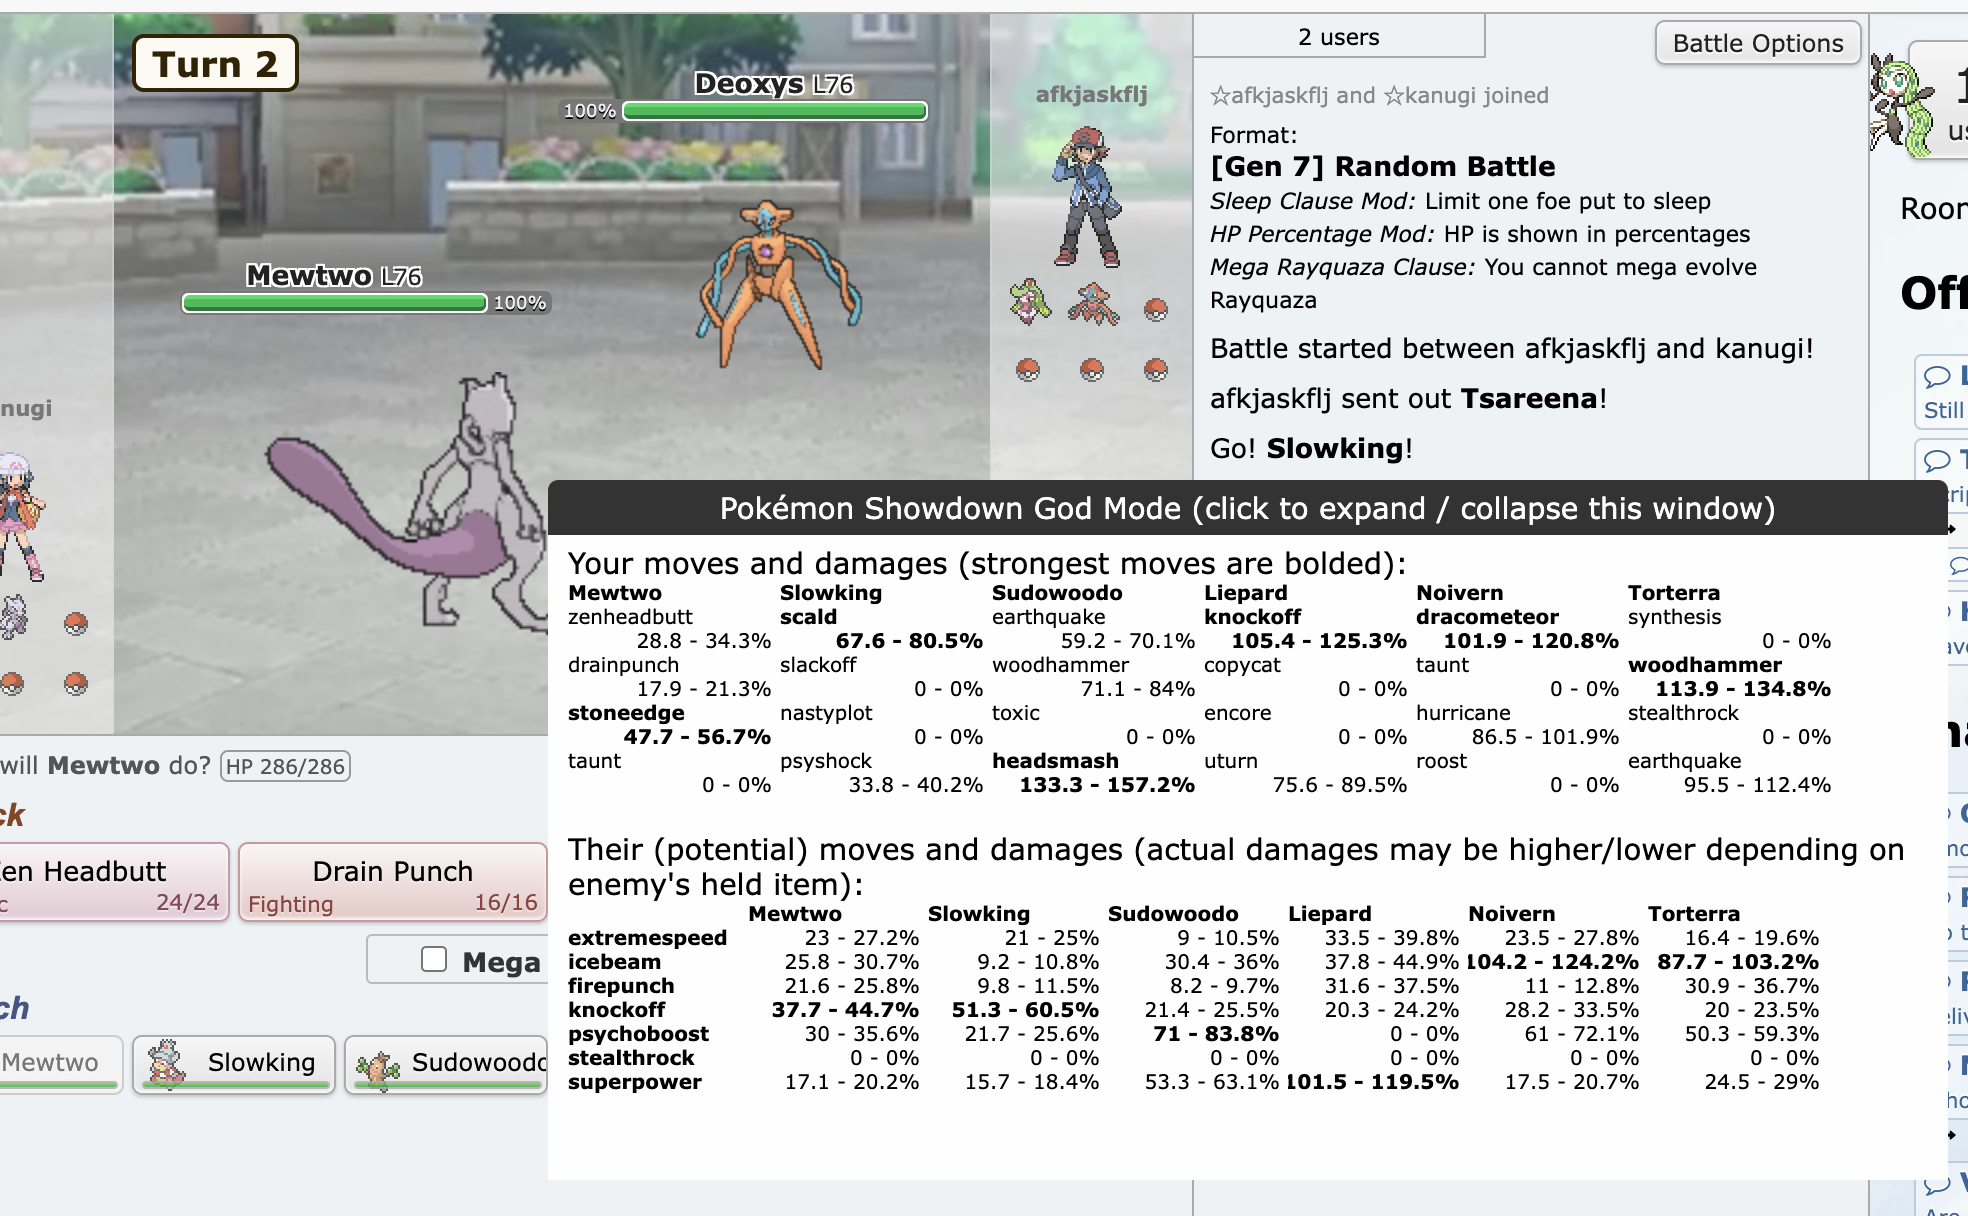 Turn 2
Deoxys L76
100%
Mewtwo L76
100%
nugi
afkjaskflj
will Mewtwo do? HP 286/286
ck
en Headbutt
c 24/24
Drain Punch
Fighting 16/16
Mega
ch
Mewtwo
Slowking
Sudowoodo
2 users
Battle Options
☆afkjaskflj and ☆kanugi joined
Format:
[Gen 7] Random Battle
Sleep Clause Mod: Limit one foe put to sleep
HP Percentage Mod: HP is shown in percentages
Mega Rayquaza Clause: You cannot mega evolve
Rayquaza
Battle started between afkjaskflj and kanugi!
afkjaskflj sent out Tsareena!
Go! Slowking!
Pokémon Showdown God Mode (click to expand / collapse this window)
Your moves and damages (strongest moves are bolded):
Mewtwo Slowking Sudowoodo Liepard Noivern Torterra
zenheadbutt scald earthquake knockoff dracometeor synthesis
28.8 - 34.3% 67.6 - 80.5% 59.2 - 70.1% 105.4 - 125.3% 101.9 - 120.8% 0 - 0%
drainpunch slackoff woodhammer copycat taunt woodhammer
17.9 - 21.3% 0 - 0% 71.1 - 84% 0 - 0% 0 - 0% 113.9 - 134.8%
stoneedge nastyplot toxic encore hurricane stealthrock
47.7 - 56.7% 0 - 0% 0 - 0% 0 - 0% 86.5 - 101.9% 0 - 0%
taunt psyshock headsmash uturn roost earthquake
0 - 0% 33.8 - 40.2% 133.3 - 157.2% 75.6 - 89.5% 0 - 0% 95.5 - 112.4%
Their (potential) moves and damages (actual damages may be higher/lower depending on
enemy's held item):
Mewtwo Slowking Sudowoodo Liepard Noivern Torterra
extremespeed 23 - 27.2% 21 - 25% 9 - 10.5% 33.5 - 39.8% 23.5 - 27.8% 16.4 - 19.6%
icebeam 25.8 - 30.7% 9.2 - 10.8% 30.4 - 36% 37.8 - 44.9% 104.2 - 124.2% 87.7 - 103.2%
firepunch 21.6 - 25.8% 9.8 - 11.5% 8.2 - 9.7% 31.6 - 37.5% 11 - 12.8% 30.9 - 36.7%
knockoff 37.7 - 44.7% 51.3 - 60.5% 21.4 - 25.5% 20.3 - 24.2% 28.2 - 33.5% 20 - 23.5%
psychoboost 30 - 35.6% 21.7 - 25.6% 71 - 83.8% 0 - 0% 61 - 72.1% 50.3 - 59.3%
stealthrock 0 - 0% 0 - 0% 0 - 0% 0 - 0% 0 - 0% 0 - 0%
superpower 17.1 - 20.2% 15.7 - 18.4% 53.3 - 63.1% 101.5 - 119.5% 17.5 - 20.7% 24.5 - 29%
1
us
Roor
Off
Still